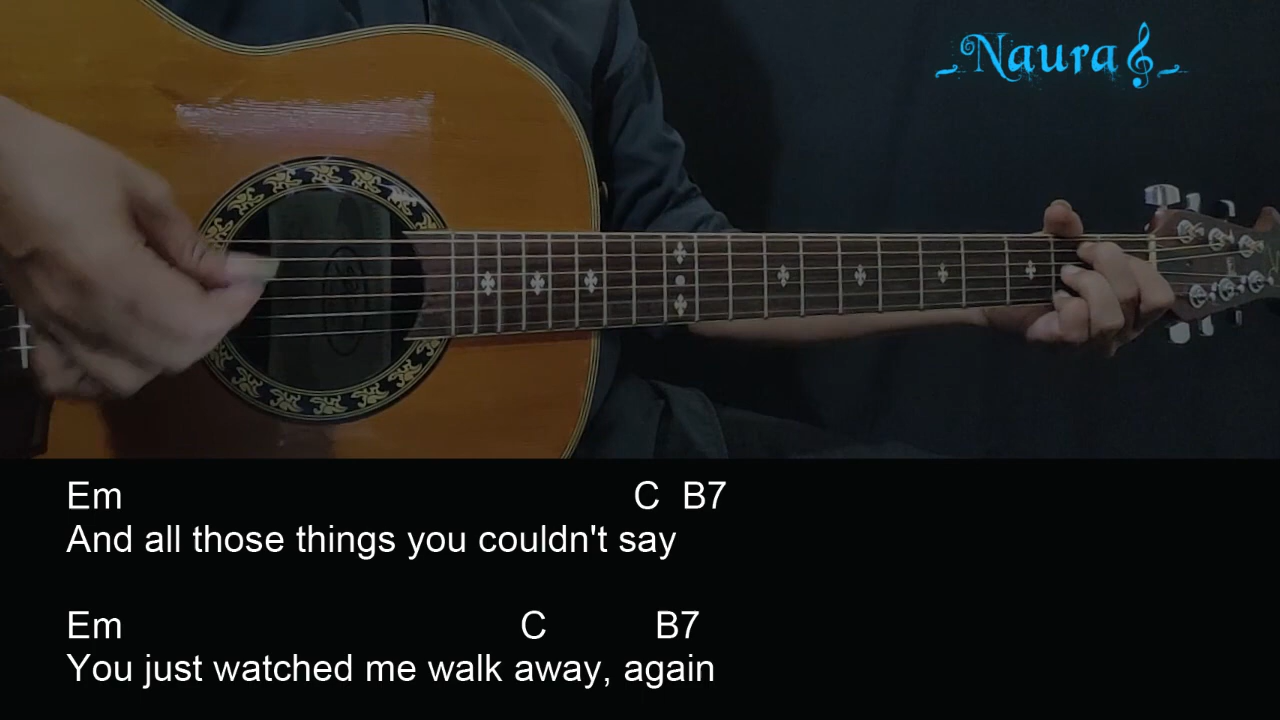 Naura
Em C B7
And all those things you couldn't say
Em C B7
You just watched me walk away, again